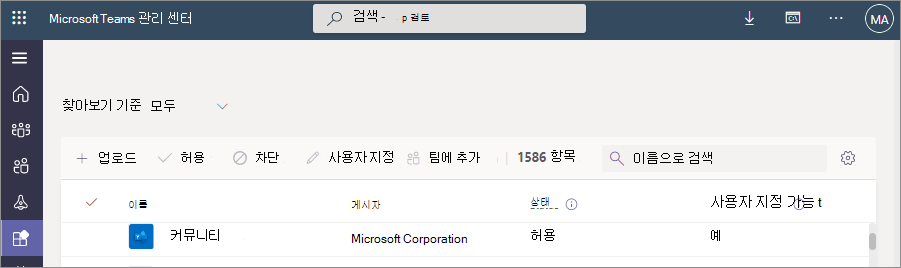 Microsoft Teams 관리 센터
검색 -
MA
찾아보기 기준 모두
업로드 허용 차단 사용자 지정 팀에 추가 1586 항목 이름으로 검색
이름 게시자 상태 사용자 지정 가능 t
커뮤니티 Microsoft Corporation 허용 예